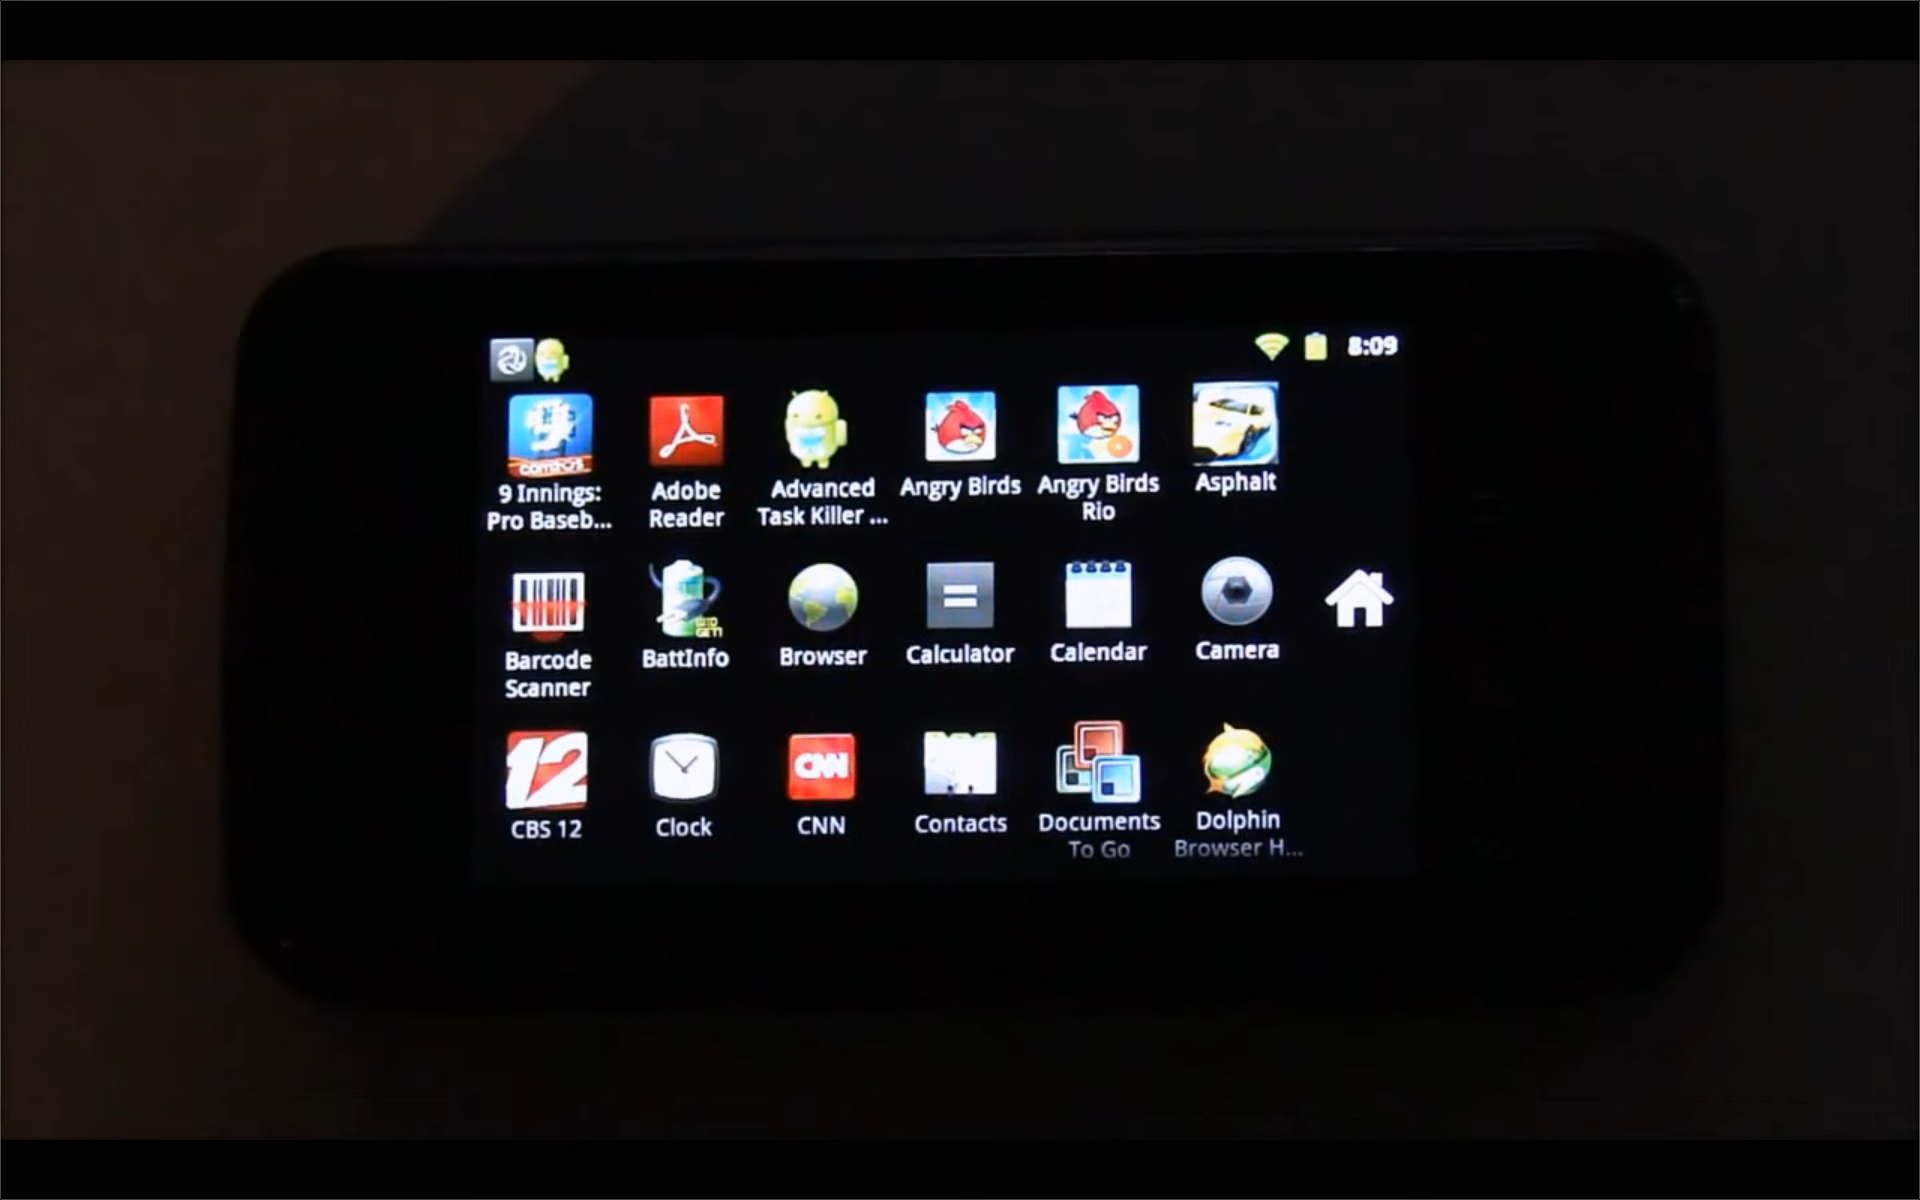 8:09
9 Innings:
Pro Baseb...
Adobe
Reader
Advanced
Task Killer ...
Angry Birds
Angry Birds
Rio
Asphalt
Barcode
Scanner
BattInfo
Browser
=
Calculator
Calendar
Camera
12
CBS 12
Clock
CNN
CNN
Contacts
Documents
To Go
Dolphin
Browser H...